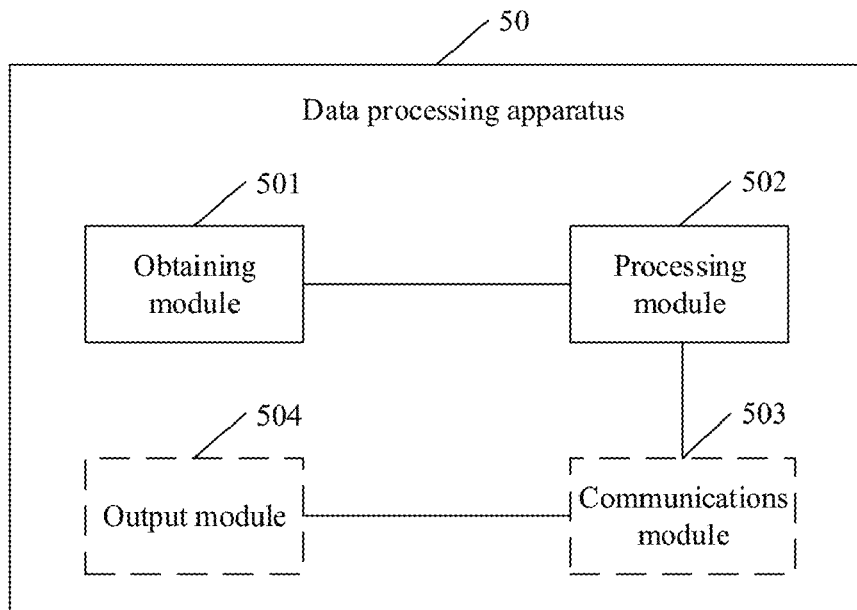 50
Data processing apparatus
501
502
Obtaining
module
Processing
module
504
503
Output module
Communications
module